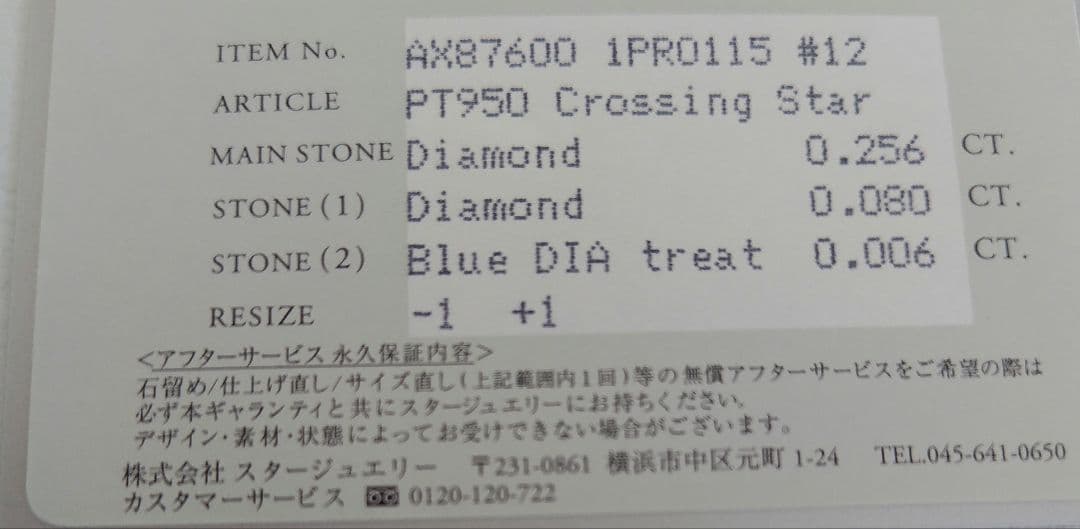 ITEM No. AX87600 1PR0115 #12
ARTICLE PT950 Crossing Star
MAIN STONE Diamond 0.256 CT.
STONE (1) Diamond 0.080 CT.
STONE (2) Blue DIA treat 0.006 CT.
RESIZE -1 +1
<アフターサービス 永久保証内容>
石留め/仕上げ直し/サイズ直し(上記範囲内1回)等の無償アフターサービスをご希望の際は
必ず本ギャランティと共にスタージュエリーにお持ちください。
デザイン・素材・状態によってお受けできない場合がございます。
株式会社 スタージュエリー 〒231-0861 横浜市中区元町 1-24 TEL.045-641-0650
カスタマーサービス 0120-120-722